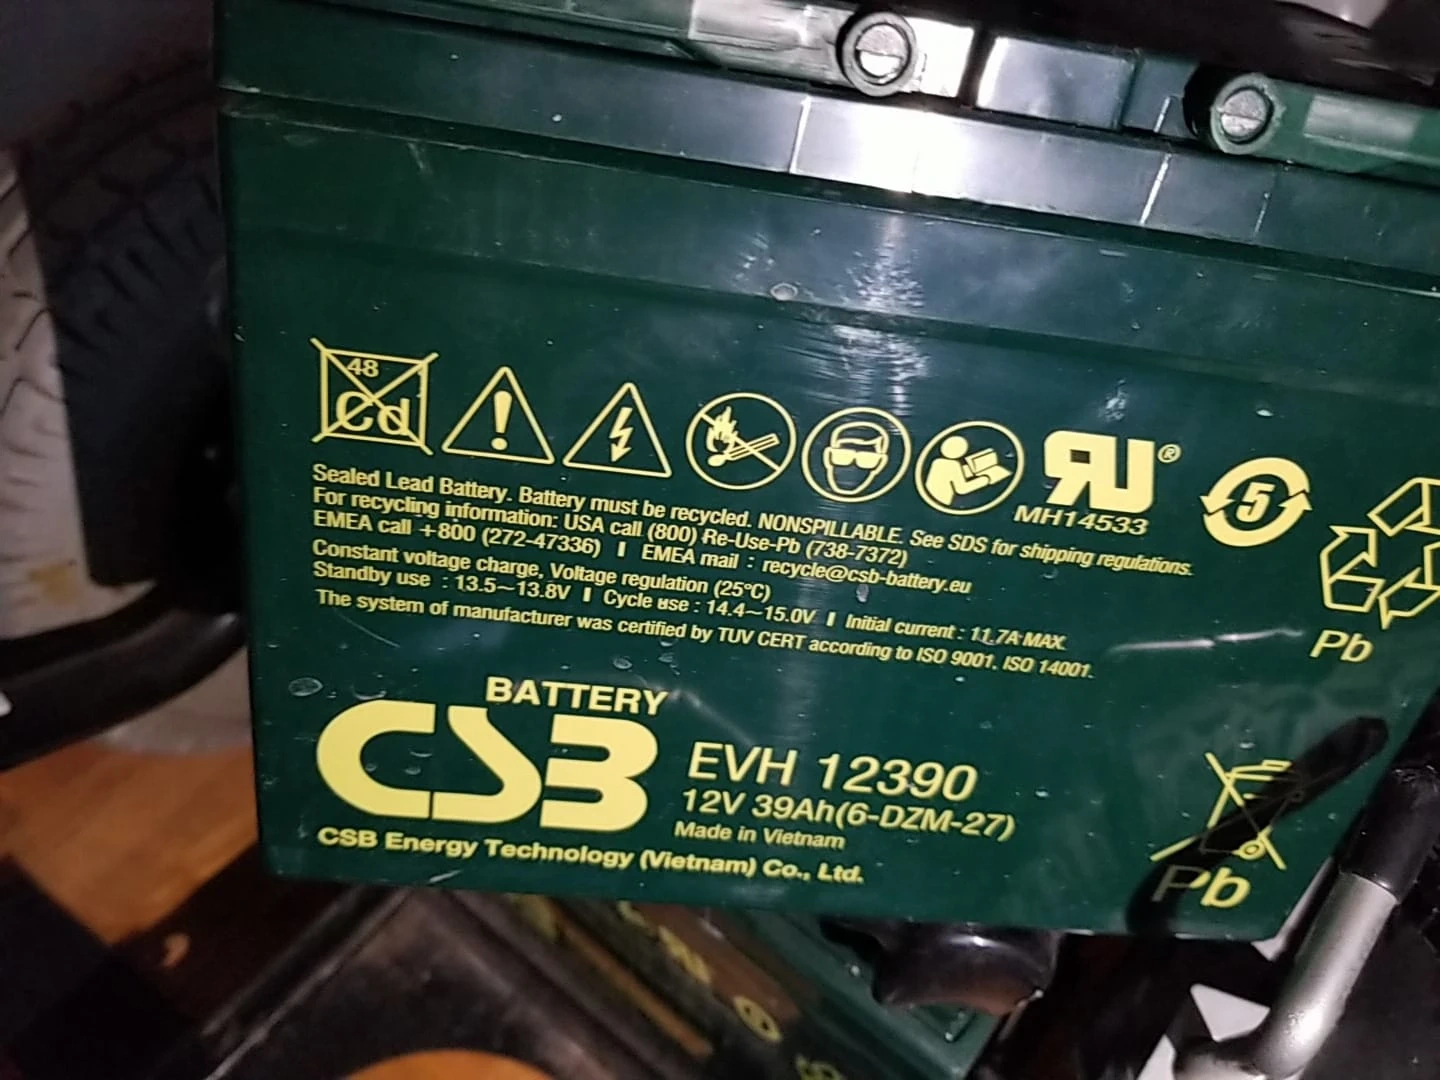 48
Cd
RU®
MH14533
5
Pb
Sealed Lead Battery. Battery must be recycled. NONSPILLABLE. See SDS for shipping regulations.
For recycling information: USA call (800) Re-Use-Pb (738-7372)
EMEA call +800 (272-47336) I EMEA mail : recycle@csb-battery.eu
Constant voltage charge, Voltage regulation (25°C)
Standby use : 13.5~13.8V I Cycle use : 14.4~15.0V I Initial current : 11.7A MAX.
The system of manufacturer was certified by TUV CERT according to ISO 9001, ISO 14001.
BATTERY
CSB
EVH 12390
12V 39Ah(6-DZM-27)
Made in Vietnam
CSB Energy Technology (Vietnam) Co., Ltd.
Pb